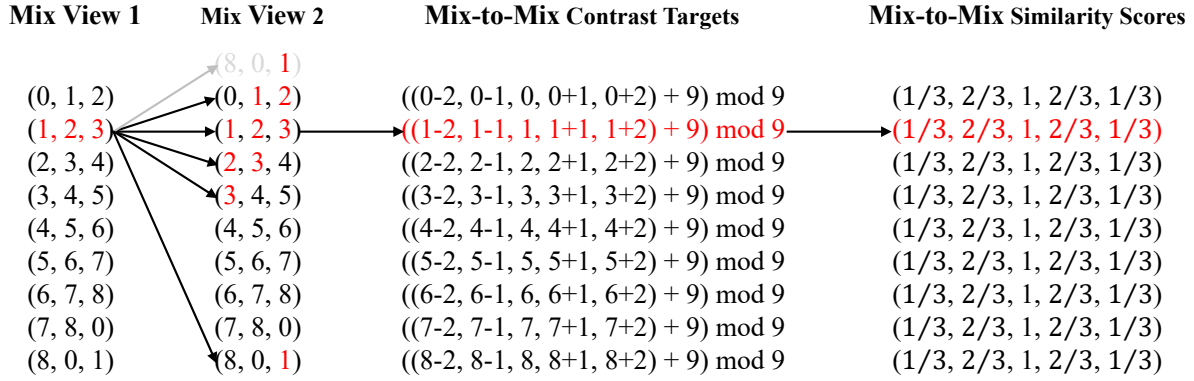 Mix View 1 Mix View 2 Mix-to-Mix Contrast Targets Mix-to-Mix Similarity Scores
(8, 0, 1)
(0, 1, 2) (0, 1, 2) ((0-2, 0-1, 0, 0+1, 0+2) + 9) mod 9 (1/3, 2/3, 1, 2/3, 1/3)
(1, 2, 3) (1, 2, 3) ((1-2, 1-1, 1, 1+1, 1+2) + 9) mod 9 (1/3, 2/3, 1, 2/3, 1/3)
(2, 3, 4) (2, 3, 4) ((2-2, 2-1, 2, 2+1, 2+2) + 9) mod 9 (1/3, 2/3, 1, 2/3, 1/3)
(3, 4, 5) (3, 4, 5) ((3-2, 3-1, 3, 3+1, 3+2) + 9) mod 9 (1/3, 2/3, 1, 2/3, 1/3)
(4, 5, 6) (4, 5, 6) ((4-2, 4-1, 4, 4+1, 4+2) + 9) mod 9 (1/3, 2/3, 1, 2/3, 1/3)
(5, 6, 7) (5, 6, 7) ((5-2, 5-1, 5, 5+1, 5+2) + 9) mod 9 (1/3, 2/3, 1, 2/3, 1/3)
(6, 7, 8) (6, 7, 8) ((6-2, 6-1, 6, 6+1, 6+2) + 9) mod 9 (1/3, 2/3, 1, 2/3, 1/3)
(7, 8, 0) (7, 8, 0) ((7-2, 7-1, 7, 7+1, 7+2) + 9) mod 9 (1/3, 2/3, 1, 2/3, 1/3)
(8, 0, 1) (8, 0, 1) ((8-2, 8-1, 8, 8+1, 8+2) + 9) mod 9 (1/3, 2/3, 1, 2/3, 1/3)